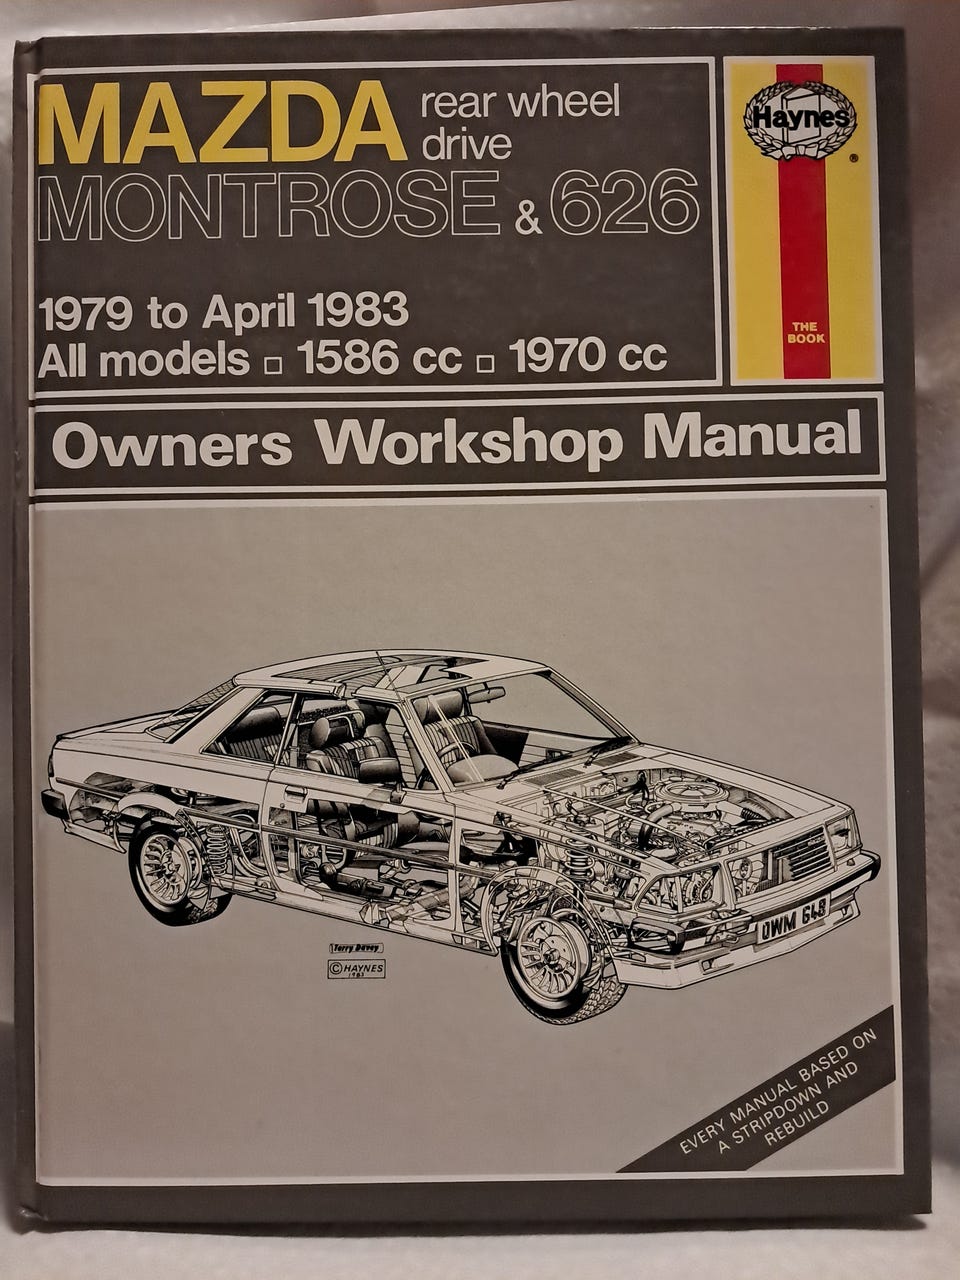 MAZDA rear wheel
drive
MONTROSE & 626
1979 to April 1983
All models □ 1586 cc □ 1970 cc
Haynes
®
THE
BOOK
Owners Workshop Manual
OWM 648
Terry Davey
© HAYNES
1983
EVERY MANUAL BASED ON
A STRIPDOWN AND
REBUILD